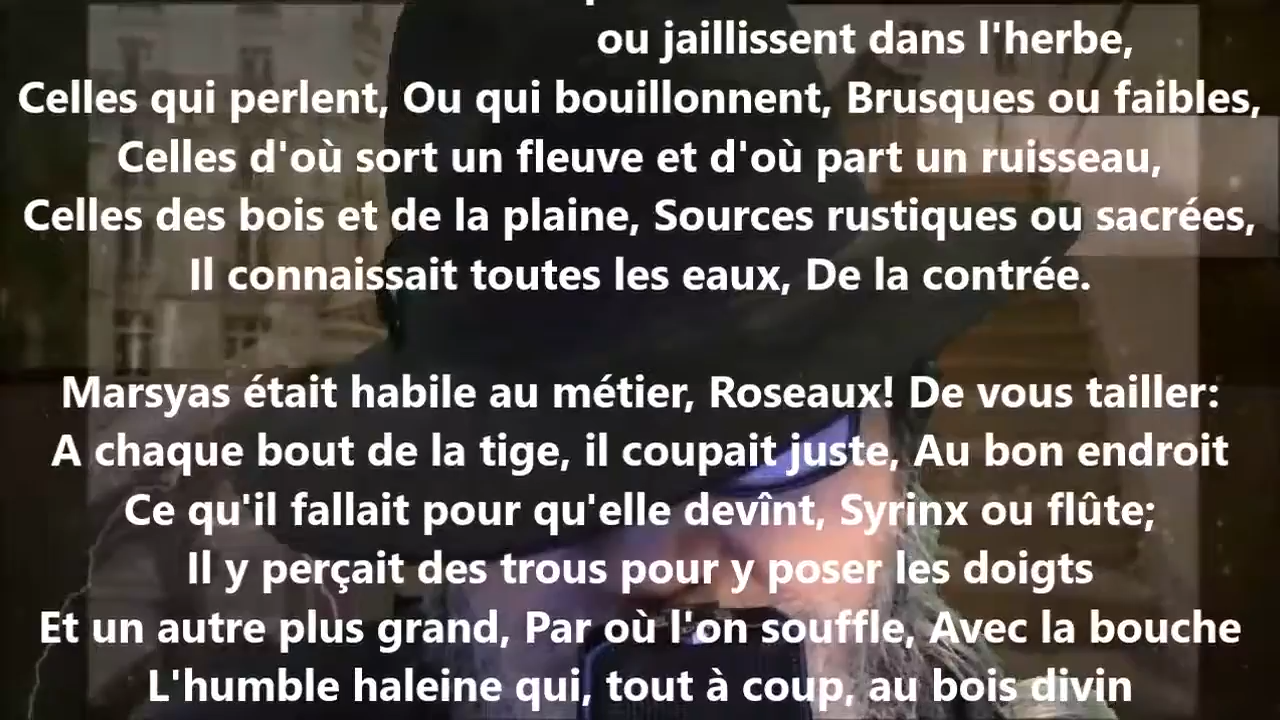 ou jaillissent dans l'herbe,
Celles qui perlent, Ou qui bouillonnent, Brusques ou faibles,
Celles d'où sort un fleuve et d'où part un ruisseau,
Celles des bois et de la plaine, Sources rustiques ou sacrées,
Il connaissait toutes les eaux, De la contrée.
Marsyas était habile au métier, Roseaux! De vous tailler:
A chaque bout de la tige, il coupait juste, Au bon endroit
Ce qu'il fallait pour qu'elle devînt, Syrinx ou flûte;
Il y perçait des trous pour y poser les doigts
Et un autre plus grand, Par où l'on souffle, Avec la bouche
L'humble haleine qui, tout à coup, au bois divin